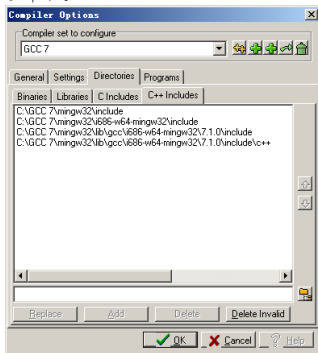 Compiler Options
Compiler set to configure
GCC 7
General Settings Directories Programs
Binaries Libraries C Includes C++ Includes
C:\GCC 7\mingw32\include
C:\GCC 7\mingw32\i686-w64-mingw32\include
C:\GCC 7\mingw32\lib\gcc\i686-w64-mingw32\7.1.0\include
C:\GCC 7\mingw32\lib\gcc\i686-w64-mingw32\7.1.0\include\c++
Replace Add Delete Delete Invalid
OK Cancel Help